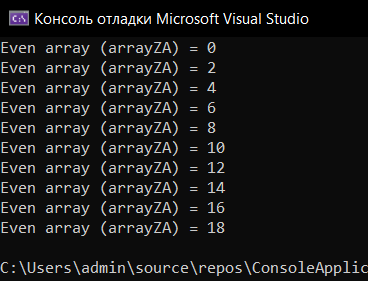 Консоль отладки Microsoft Visual Studio
Even array (arrayZA) = 0
Even array (arrayZA) = 2
Even array (arrayZA) = 4
Even array (arrayZA) = 6
Even array (arrayZA) = 8
Even array (arrayZA) = 10
Even array (arrayZA) = 12
Even array (arrayZA) = 14
Even array (arrayZA) = 16
Even array (arrayZA) = 18
C:\Users\admin\source\repos\ConsoleApplic